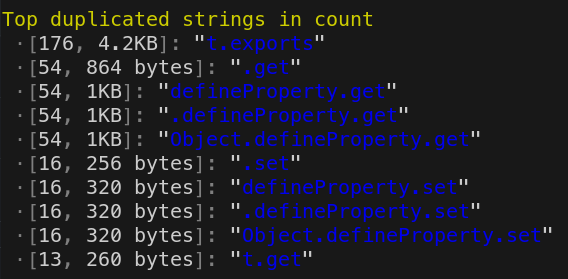 Top duplicated strings in count
·[176, 4.2KB]: "t.exports"
·[54, 864 bytes]: ".get"
·[54, 1KB]: "defineProperty.get"
·[54, 1KB]: ".defineProperty.get"
·[54, 1KB]: "Object.defineProperty.get"
·[16, 256 bytes]: ".set"
·[16, 320 bytes]: "defineProperty.set"
·[16, 320 bytes]: ".defineProperty.set"
·[16, 320 bytes]: "Object.defineProperty.set"
·[13, 260 bytes]: "t.get"